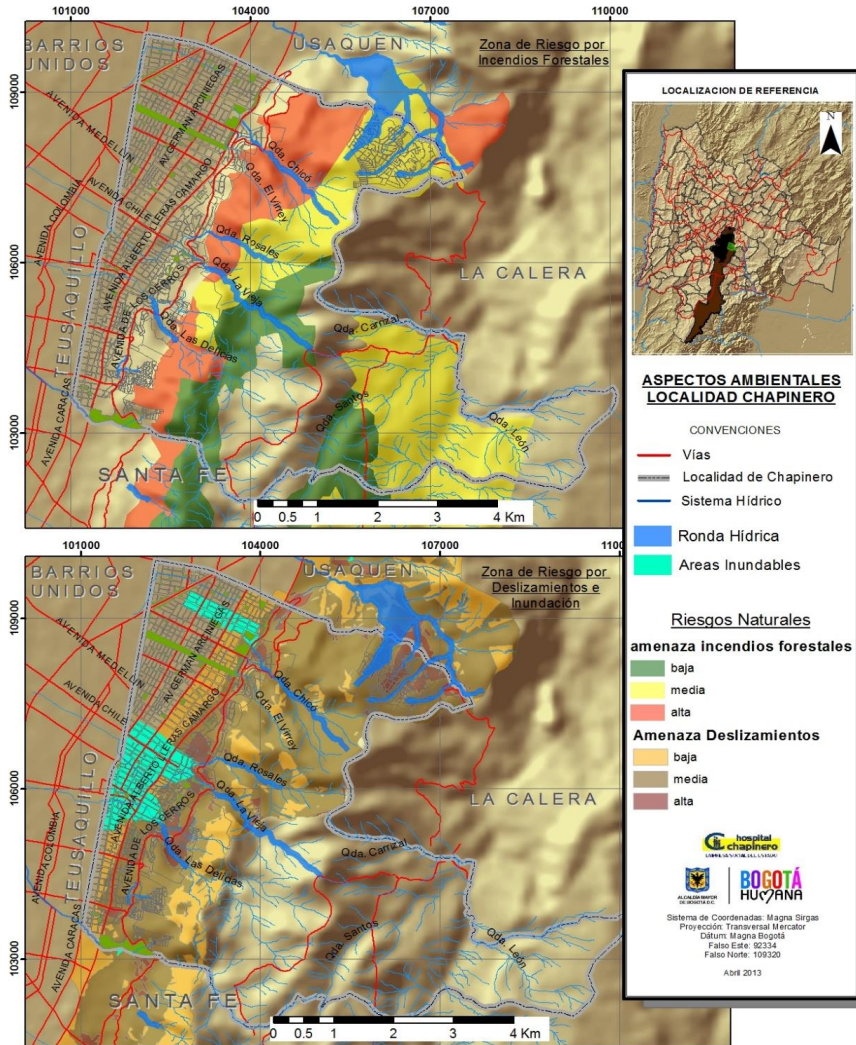 101000
104000
107000
110000
109000
106000
103000
BARRIOS
UNIDOS
USAQUEN
Zona de Riesgo por
Incendios Forestales
AVENIDA MEDELLIN
AV GERMAN ARCINIEGAS
AVENIDA COLOMBIA
AVENIDA CHILE
AVENIDA ALBERTO LLERAS CAMARGO
TEUSAQUILLO
AVENIDA DE LOS CERROS
AVENIDA CARACAS
Qda. Chicó
Qda. El Virrey
Qda. Rosales
Qda. La Vieja
Qda. Las Delicias
Qda. Carrizal
Qda. Santos
Qda. León
LA CALERA
SANTA FE
0 0.5 1 2 3 4 Km
101000
104000
107000
109000
106000
103000
BARRIOS
UNIDOS
USAQUEN
Zona de Riesgo por
Deslizamientos e
Inundación
AVENIDA MEDELLIN
AV GERMAN ARCINIEGAS
AVENIDA COLOMBIA
AVENIDA CHILE
AVENIDA ALBERTO LLERAS CAMARGO
TEUSAQUILLO
AVENIDA DE LOS CERROS
AVENIDA CARACAS
Qda. Chicó
Qda. El Virrey
Qda. Rosales
Qda. La Vieja
Qda. Las Delicias
Qda. Carrizal
Qda. Santos
Qda. León
LA CALERA
SANTA FE
0 0.5 1 2 3 4 Km
LOCALIZACION DE REFERENCIA
N
ASPECTOS AMBIENTALES
LOCALIDAD CHAPINERO
CONVENCIONES
Vías
Localidad de Chapinero
Sistema Hídrico
Ronda Hídrica
Areas Inundables
Riesgos Naturales
amenaza incendios forestales
baja
media
alta
Amenaza Deslizamientos
baja
media
alta
hospital
chapinero
EMPRESA SOCIAL DEL ESTADO
ALCALDÍA MAYOR
DE BOGOTÁ D.C.
BOGOTÁ
HUMANA
Sistema de Coordenadas: Magna Sirgas
Proyección: Transversal Mercator
Dátum: Magna Bogotá
Falso Este: 92334
Falso Norte: 109320
Abril 2013